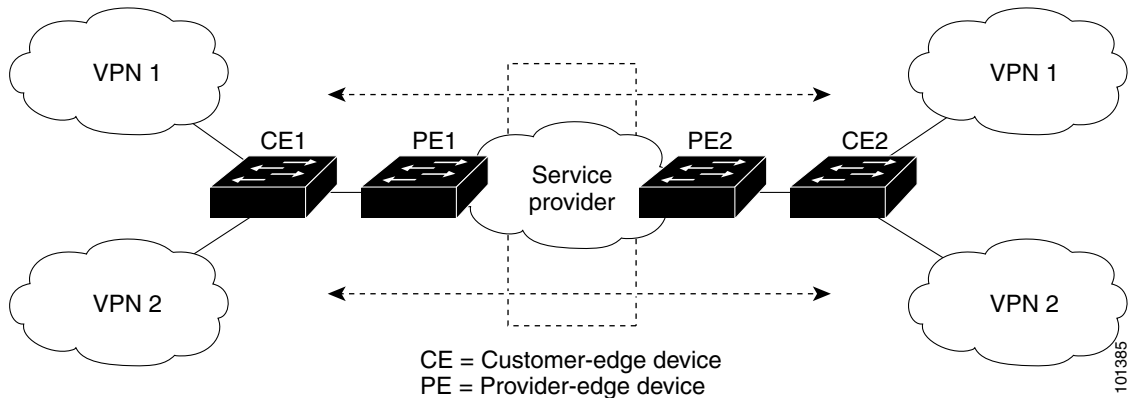 VPN 1
VPN 1
CE1
PE1
PE2
CE2
Service
provider
VPN 2
VPN 2
CE = Customer-edge device
PE = Provider-edge device
101385